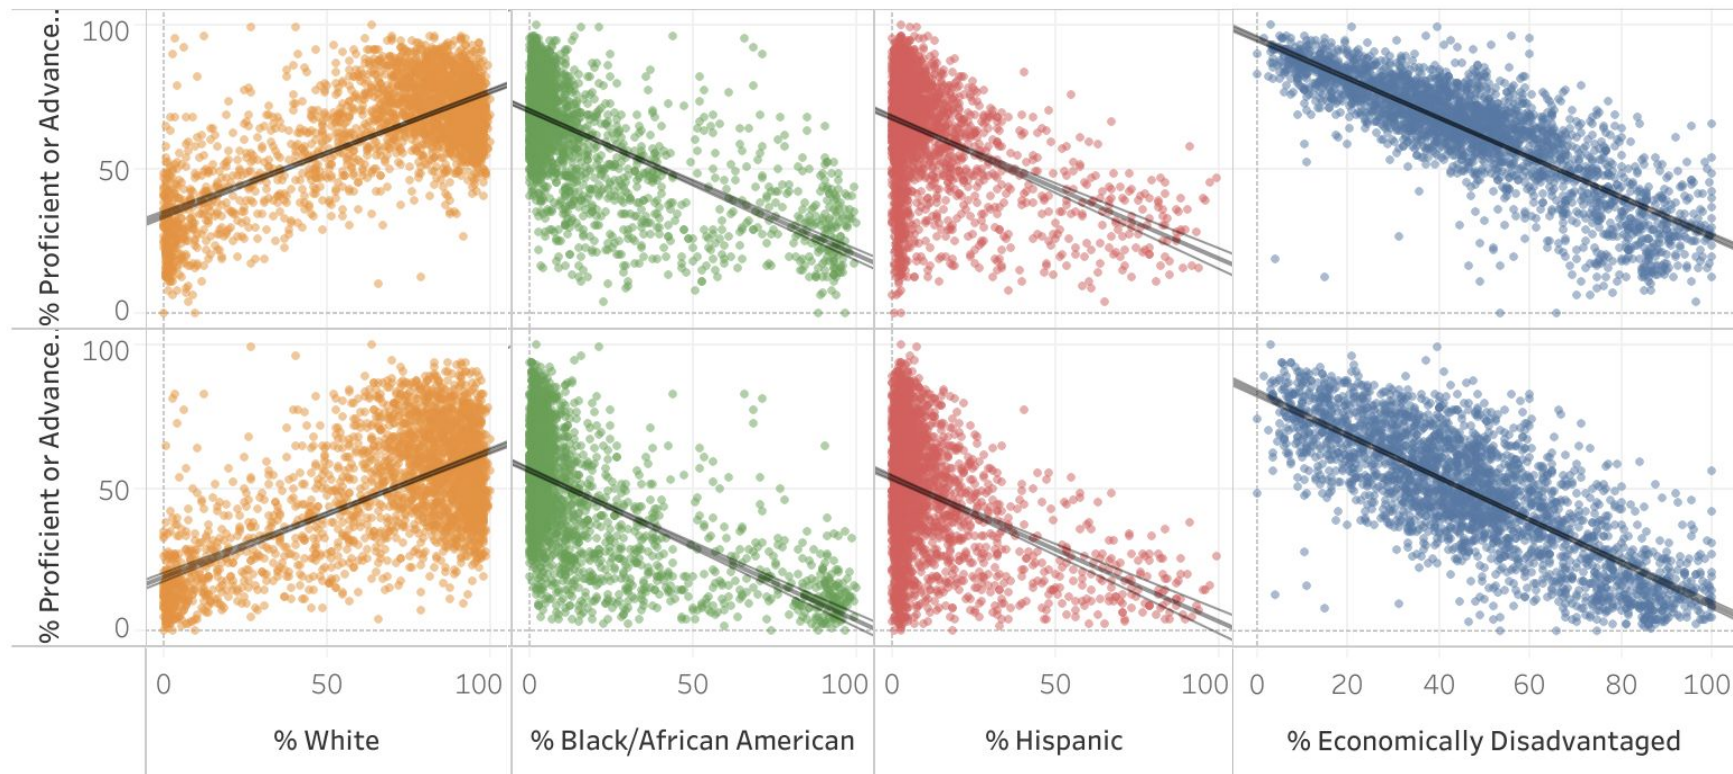 % Proficient or Advance..
100
50
0
% Proficient or Advance..
100
50
0
0 50 100 0 50 100 0 50 100 0 20 40 60 80 100
% White % Black/African American % Hispanic % Economically Disadvantaged